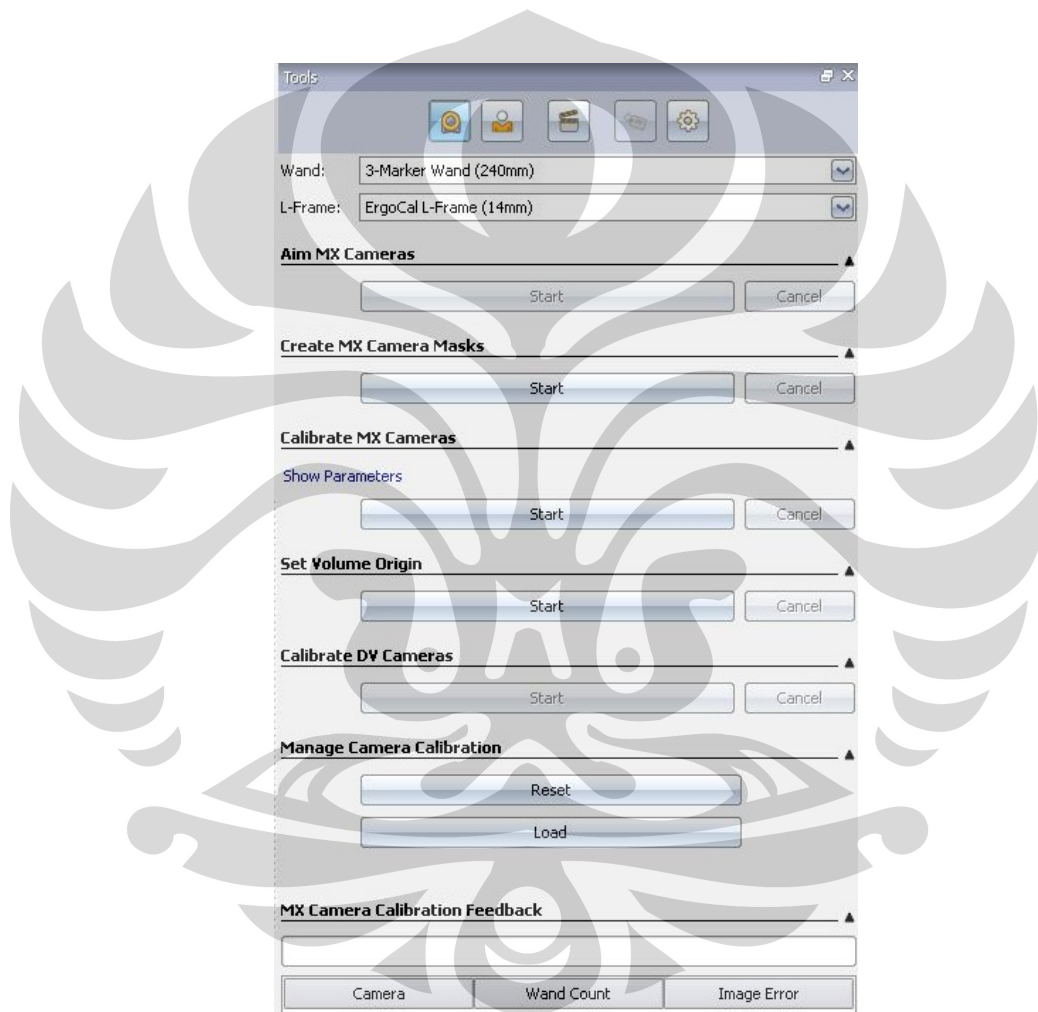 Tools
Wand: 3-Marker Wand (240mm)
L-Frame: ErgoCal L-Frame (14mm)
Aim MX Cameras
Start Cancel
Create MX Camera Masks
Start Cancel
Calibrate MX Cameras
Show Parameters
Start Cancel
Set Volume Origin
Start Cancel
Calibrate DV Cameras
Start Cancel
Manage Camera Calibration
Reset
Load
MX Camera Calibration Feedback
Camera Wand Count Image Error